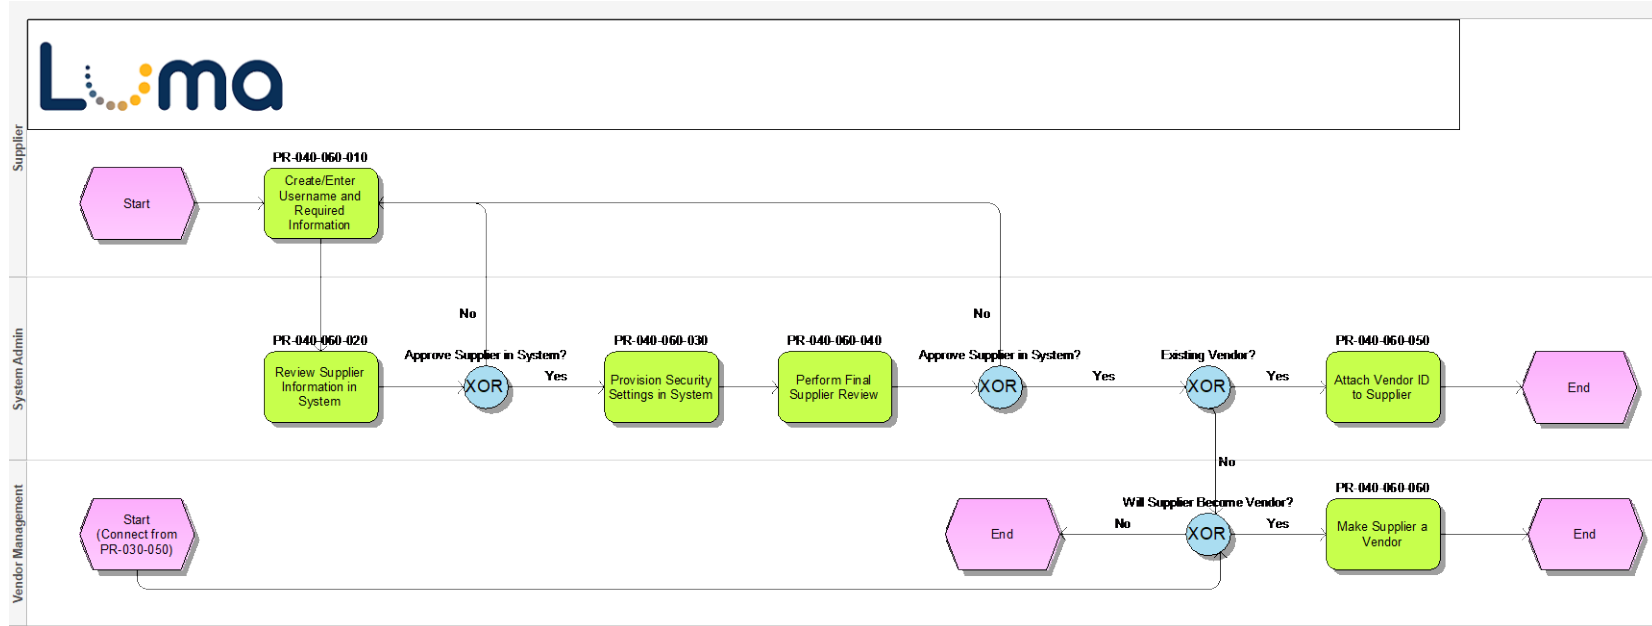 Luma
Supplier
PR-040-060-010
Start
Create/Enter
Username and
Required
Information
System Admin
No
No
PR-040-060-020
Approve Supplier in System?
PR-040-060-030
PR-040-060-040
Approve Supplier in System?
Existing Vendor?
PR-040-060-050
Review Supplier
Information in
System
XOR
Yes
Provision Security
Settings in System
Perform Final
Supplier Review
XOR
Yes
XOR
Yes
Attach Vendor ID
to Supplier
End
No
Vendor Management
Start
(Connect from
PR-030-050)
End
No
Will Supplier Become Vendor?
XOR
Yes
PR-040-060-060
Make Supplier a
Vendor
End